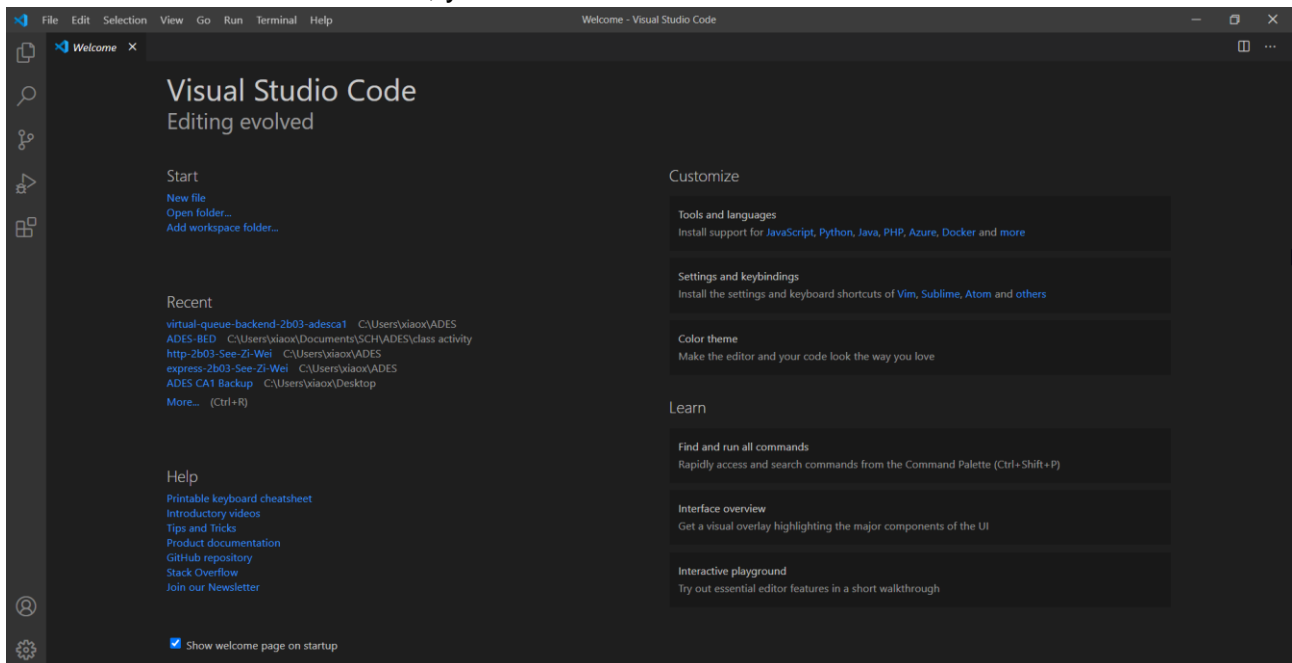 File Edit Selection View Go Run Terminal Help
Welcome - Visual Studio Code
Welcome
Visual Studio Code
Editing evolved
Start
New file
Open folder...
Add workspace folder...
Recent
virtual-queue-backend-2b03-adesca1 C:\Users\xiaox\ADES
ADES-BED C:\Users\xiaox\Documents\SCH\ADES\class activity
http-2b03-See-Zi-Wei C:\Users\xiaox\ADES
express-2b03-See-Zi-Wei C:\Users\xiaox\ADES
ADES CA1 Backup C:\Users\xiaox\Desktop
More... (Ctrl+R)
Help
Printable keyboard cheatsheet
Introductory videos
Tips and Tricks
Product documentation
GitHub repository
Stack Overflow
Join our Newsletter
Show welcome page on startup
Customize
Tools and languages
Install support for JavaScript, Python, Java, PHP, Azure, Docker and more
Settings and keybindings
Install the settings and keyboard shortcuts of Vim, Sublime, Atom and others
Color theme
Make the editor and your code look the way you love
Learn
Find and run all commands
Rapidly access and search commands from the Command Palette (Ctrl+Shift+P)
Interface overview
Get a visual overlay highlighting the major components of the UI
Interactive playground
Try out essential editor features in a short walkthrough